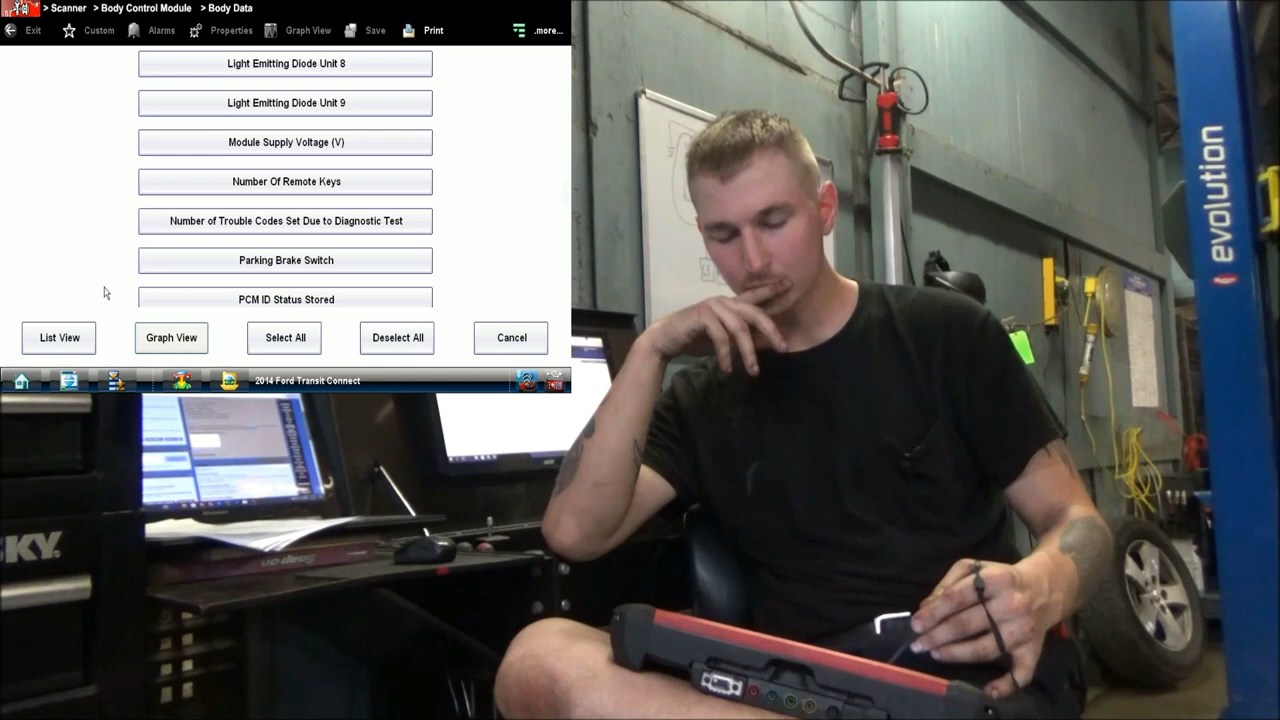 > Scanner > Body Control Module > Body Data
Exit Custom Alarms Properties Graph View Save Print .more...
Light Emitting Diode Unit 8
Light Emitting Diode Unit 9
Module Supply Voltage (V)
Number Of Remote Keys
Number of Trouble Codes Set Due to Diagnostic Test
Parking Brake Switch
PCM ID Status Stored
List View Graph View Select All Deselect All Cancel
2014 Ford Transit Connect
evolution
KY.
Snap-on